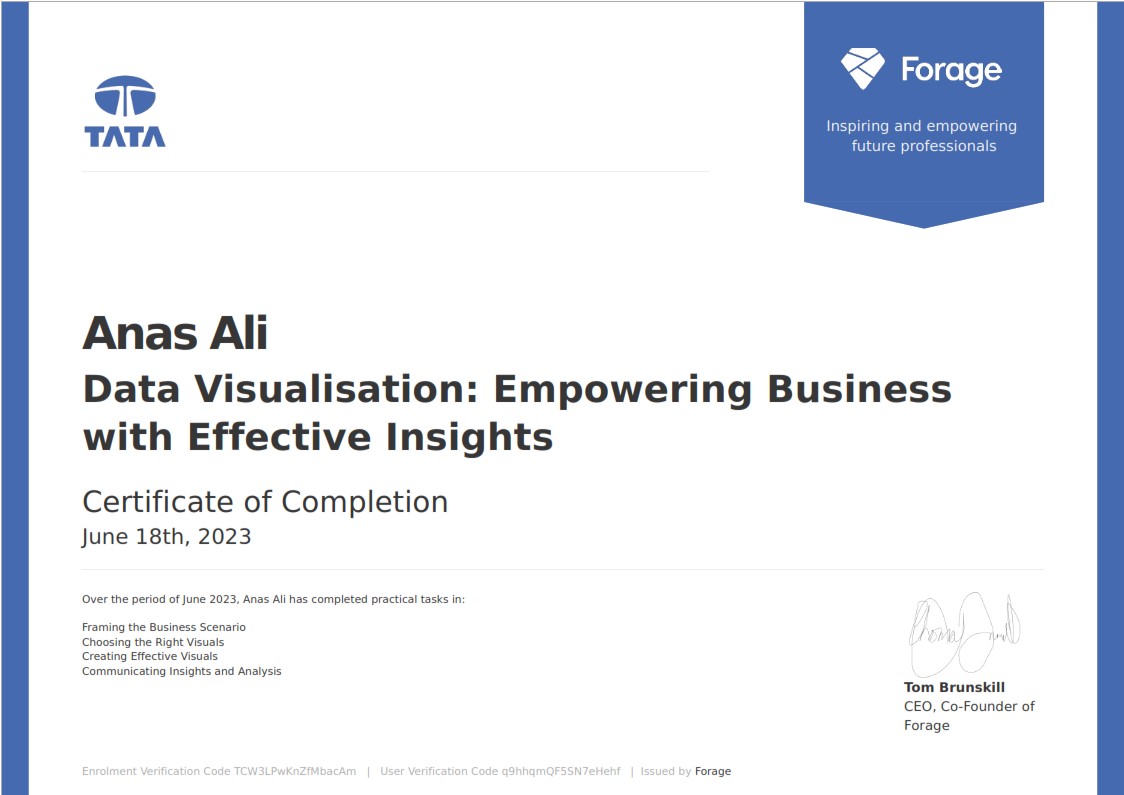 TATA
Forage
Inspiring and empowering
future professionals
Anas Ali
Data Visualisation: Empowering Business
with Effective Insights
Certificate of Completion
June 18th, 2023
Over the period of June 2023, Anas Ali has completed practical tasks in:
Framing the Business Scenario
Choosing the Right Visuals
Creating Effective Visuals
Communicating Insights and Analysis
Tom Brunskill
CEO, Co-Founder of
Forage
Enrolment Verification Code TCW3LPwKnZfMbacAm | User Verification Code q9hhqmQF5SN7eHehf | Issued by Forage